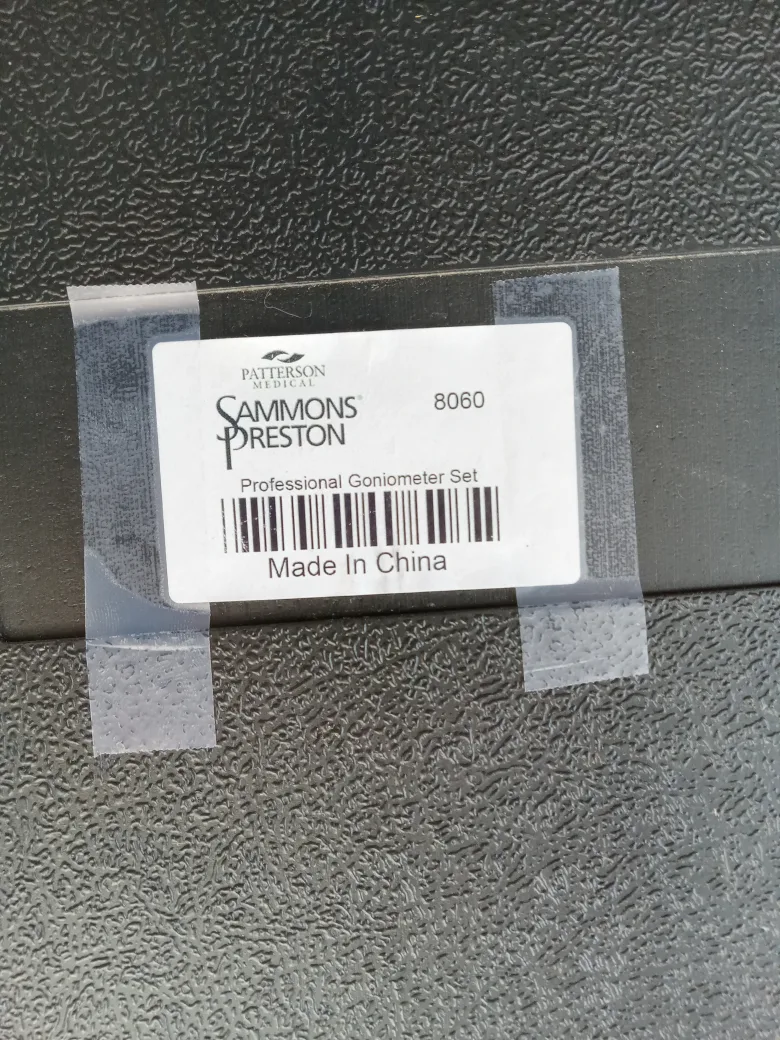 PATTERSON
MEDICAL
SAMMONS®
PRESTON
8060
Professional Goniometer Set
Made In China